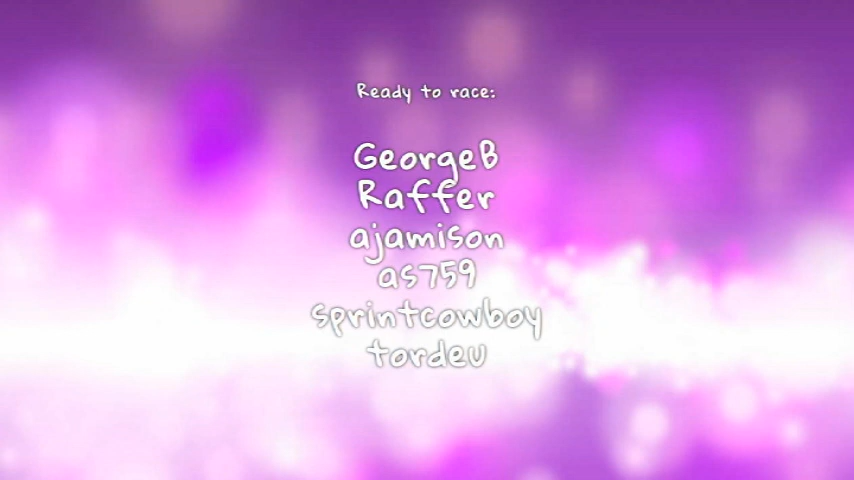 Ready to race:
GeorgeB
Raffer
ajamison
as759
sprintcowboy
tordeu